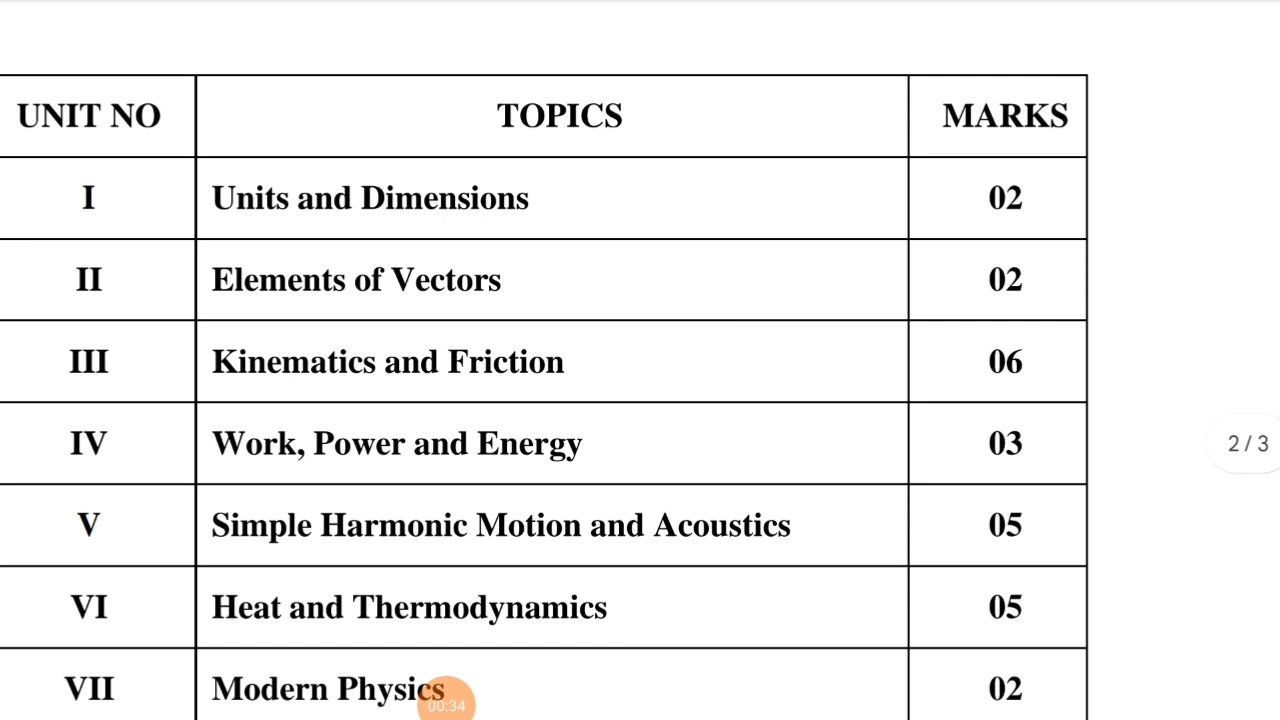 UNIT NO TOPICS MARKS
I Units and Dimensions 02
II Elements of Vectors 02
III Kinematics and Friction 06
IV Work, Power and Energy 03
2 / 3
V Simple Harmonic Motion and Acoustics 05
VI Heat and Thermodynamics 05
VII Modern Physics 02
00:34